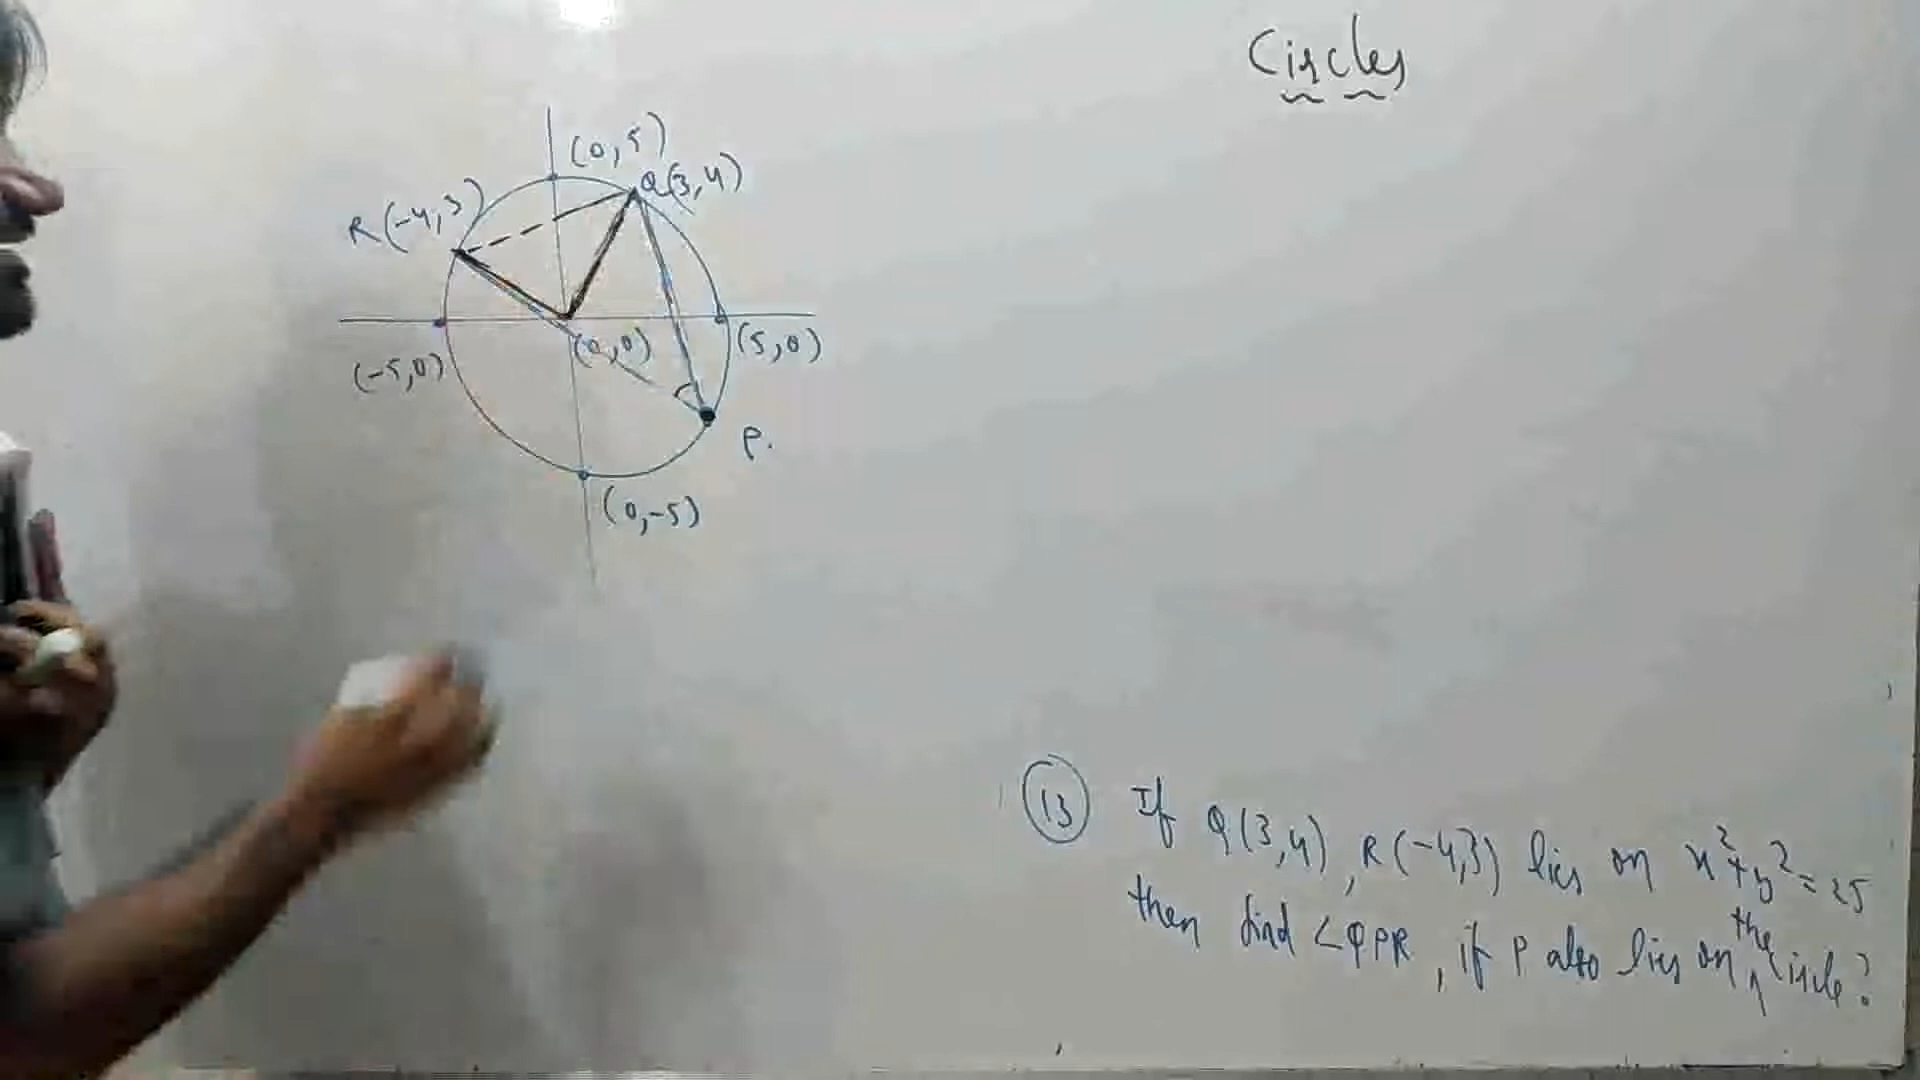 Circles
(0,5)
Q(3,4)
R(-4,3)
(0,0)
(5,0)
(-5,0)
P.
(0,-5)
(13) If Q(3,4), R(-4,3) lies on x²+y²=25
then find ∠QPR, if P also lies on the circle?